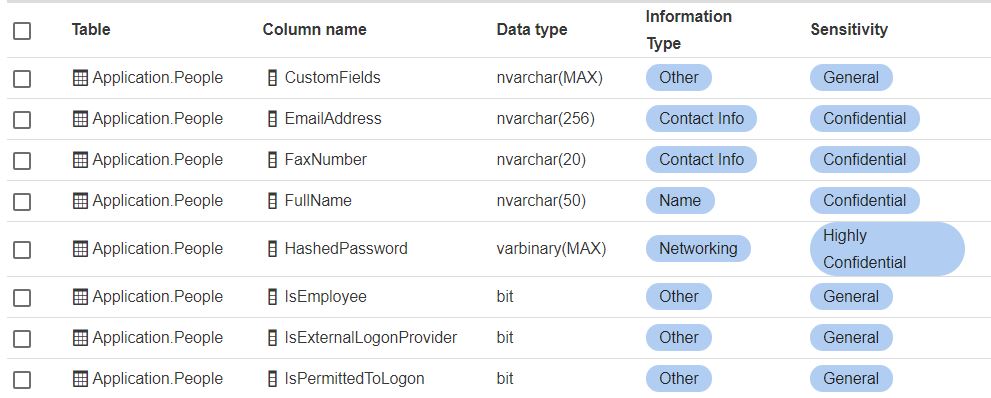 Table Column name Data type Information Type Sensitivity
Application.People CustomFields nvarchar(MAX) Other General
Application.People EmailAddress nvarchar(256) Contact Info Confidential
Application.People FaxNumber nvarchar(20) Contact Info Confidential
Application.People FullName nvarchar(50) Name Confidential
Application.People HashedPassword varbinary(MAX) Networking Highly Confidential
Application.People IsEmployee bit Other General
Application.People IsExternalLogonProvider bit Other General
Application.People IsPermittedToLogon bit Other General